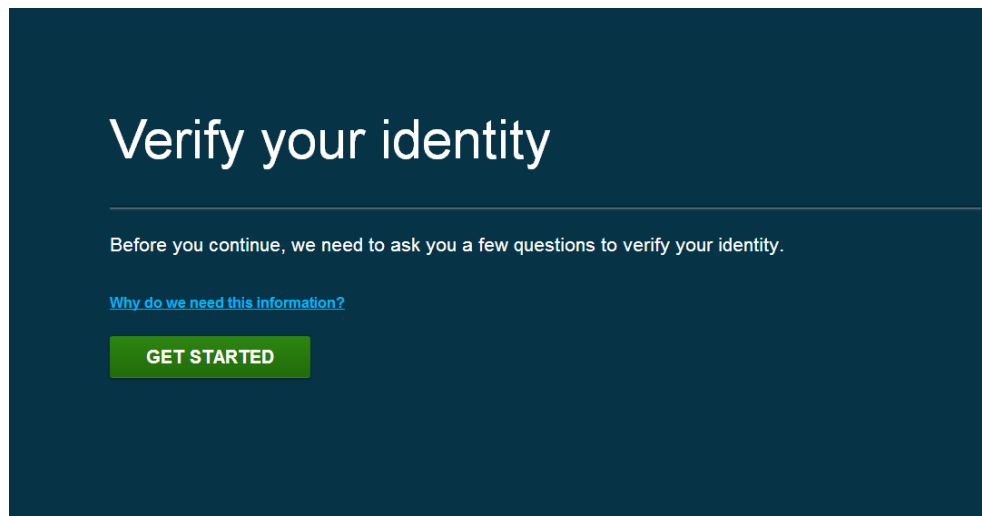 Verify your identity
Before you continue, we need to ask you a few questions to verify your identity.
Why do we need this information?
GET STARTED